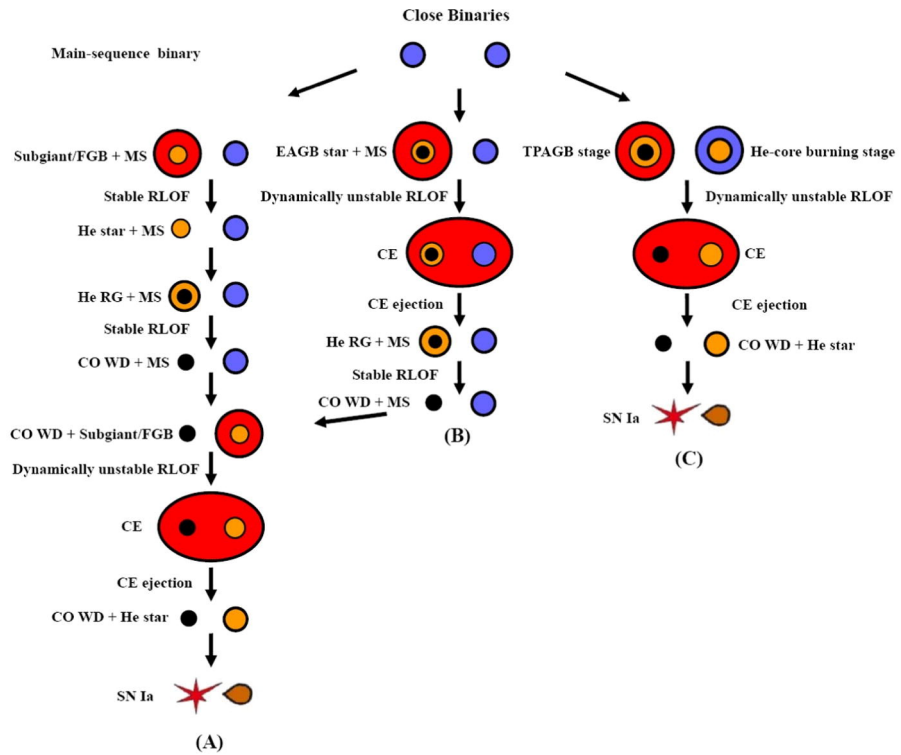 Close Binaries
Main-sequence binary
Subgiant/FGB + MS
Stable RLOF
He star + MS
He RG + MS
Stable RLOF
CO WD + MS
CO WD + Subgiant/FGB
Dynamically unstable RLOF
CE
CE ejection
CO WD + He star
SN Ia
(A)
EAGB star + MS
Dynamically unstable RLOF
CE
CE ejection
He RG + MS
Stable RLOF
CO WD + MS
(B)
TPAGB stage
He-core burning stage
Dynamically unstable RLOF
CE
CE ejection
CO WD + He star
SN Ia
(C)